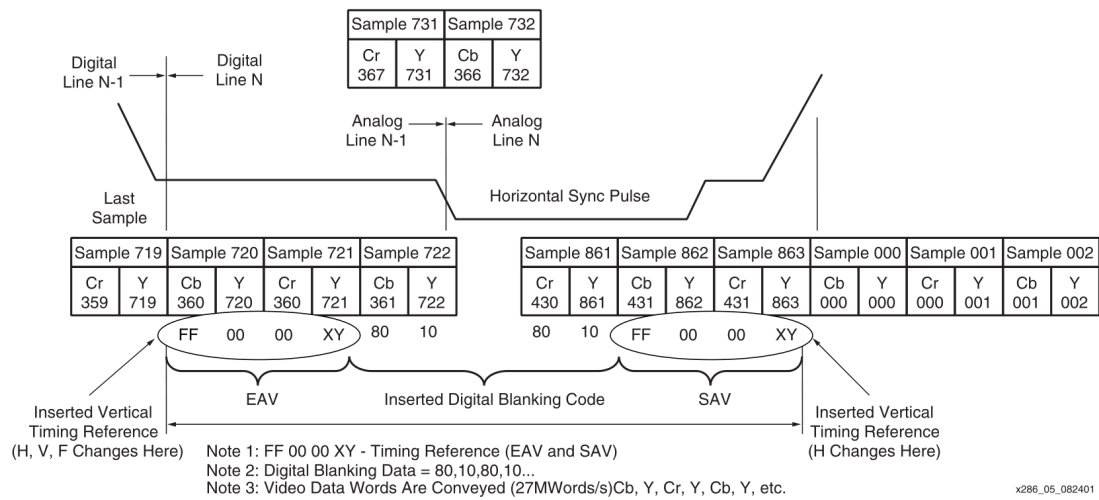 Sample 731 Sample 732
Cr Y Cb Y
367 731 366 732
Digital Digital
Line N-1 Line N
Analog Analog
Line N-1 Line N
Horizontal Sync Pulse
Last
Sample
Sample 719 Sample 720 Sample 721 Sample 722 Sample 861 Sample 862 Sample 863 Sample 000 Sample 001 Sample 002
Cr Y Cb Y Cr Y Cb Y Cr Y Cb Y Cr Y Cb Y Cr Y Cb Y
359 719 360 720 360 721 361 722 430 861 431 862 431 863 000 000 000 001 001 002
FF 00 00 XY 80 10 80 10 FF 00 00 XY
EAV Inserted Digital Blanking Code SAV
Inserted Vertical
Timing Reference
(H, V, F Changes Here)
Inserted Vertical
Timing Reference
(H Changes Here)
Note 1: FF 00 00 XY - Timing Reference (EAV and SAV)
Note 2: Digital Blanking Data = 80,10,80,10...
Note 3: Video Data Words Are Conveyed (27MWords/s)Cb, Y, Cr, Y, Cb, Y, etc.
x286_05_082401